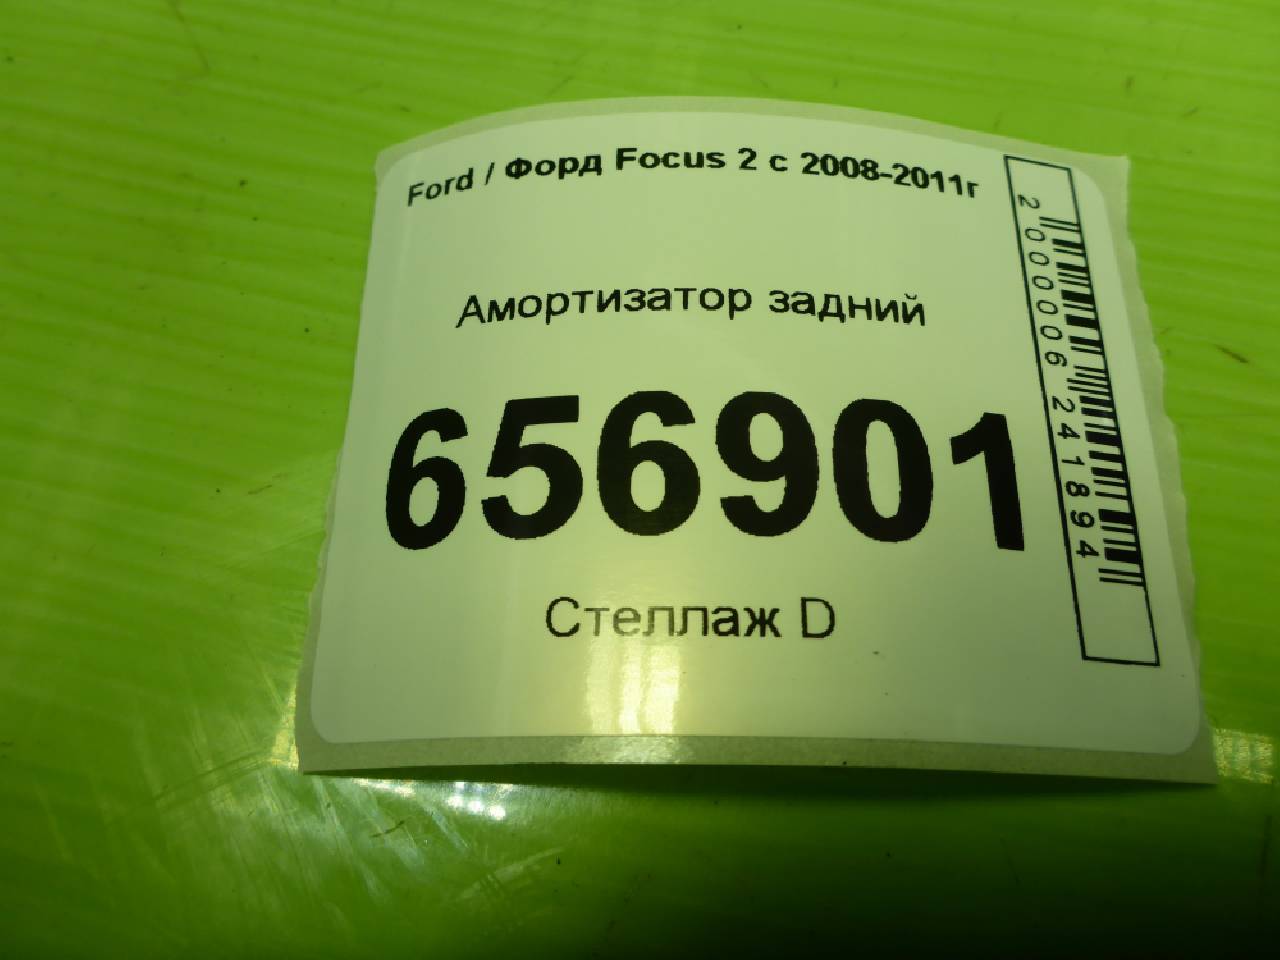 Ford / Форд Focus 2 с 2008-2011г
Амортизатор задний
656901
Стеллаж D
2000006241894